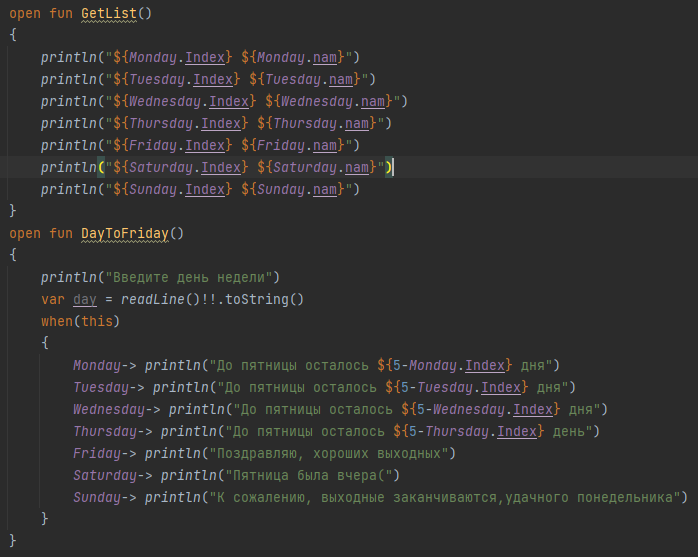 open fun GetList()
{
    println("${Monday.Index} ${Monday.nam}")
    println("${Tuesday.Index} ${Tuesday.nam}")
    println("${Wednesday.Index} ${Wednesday.nam}")
    println("${Thursday.Index} ${Thursday.nam}")
    println("${Friday.Index} ${Friday.nam}")
    println("${Saturday.Index} ${Saturday.nam}")
    println("${Sunday.Index} ${Sunday.nam}")
}
open fun DayToFriday()
{
    println("Введите день недели")
    var day = readLine()!!.toString()
    when(this)
    {
        Monday-> println("До пятницы осталось ${5-Monday.Index} дня")
        Tuesday-> println("До пятницы осталось ${5-Tuesday.Index} дня")
        Wednesday-> println("До пятницы осталось ${5-Wednesday.Index} дня")
        Thursday-> println("До пятницы осталось ${5-Thursday.Index} день")
        Friday-> println("Поздравляю, хороших выходных")
        Saturday-> println("Пятница была вчера(")
        Sunday-> println("К сожалению, выходные заканчиваются,удачного понедельника")
    }
}